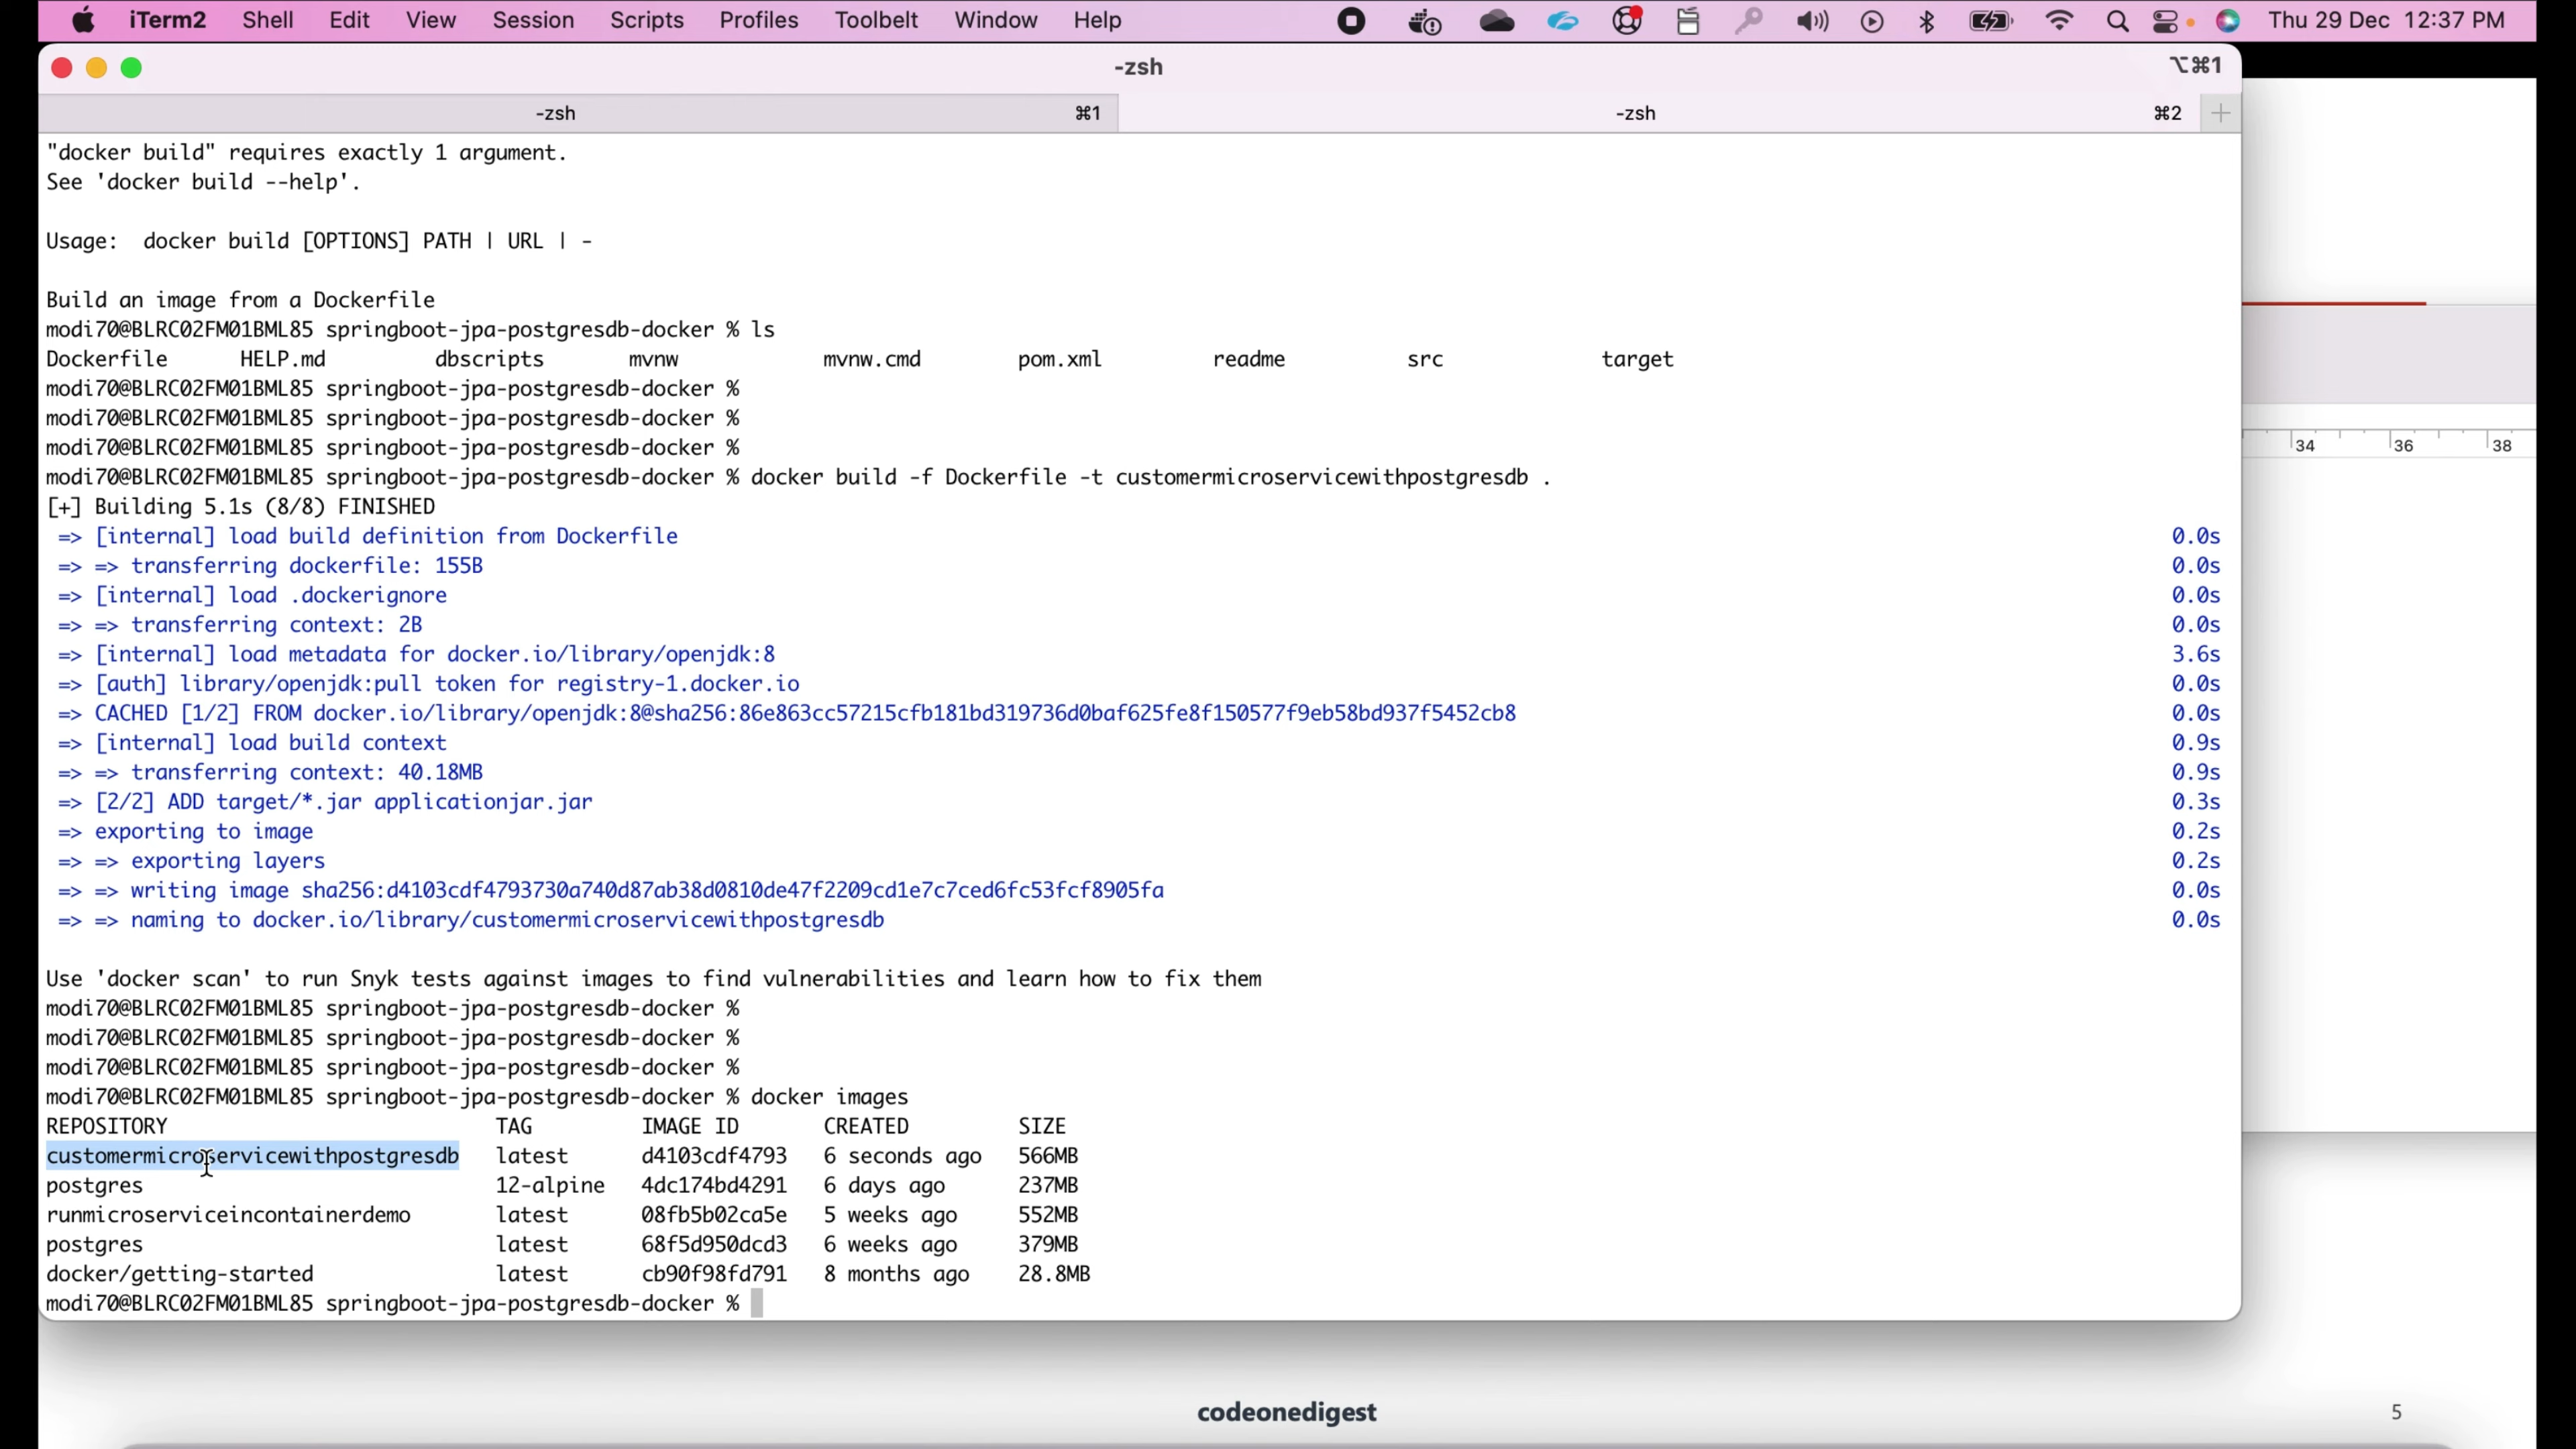 iTerm2 Shell Edit View Session Scripts Profiles Toolbelt Window Help Thu 29 Dec 12:37 PM
-zsh ⌥⌘1
-zsh ⌘1 -zsh ⌘2 +
"docker build" requires exactly 1 argument.
See 'docker build --help'.
Usage:  docker build [OPTIONS] PATH | URL | -
Build an image from a Dockerfile
modi70@BLRC02FM01BML85 springboot-jpa-postgresdb-docker % ls
Dockerfile HELP.md dbscripts mvnw mvnw.cmd pom.xml readme src target
modi70@BLRC02FM01BML85 springboot-jpa-postgresdb-docker %
modi70@BLRC02FM01BML85 springboot-jpa-postgresdb-docker %
modi70@BLRC02FM01BML85 springboot-jpa-postgresdb-docker %
modi70@BLRC02FM01BML85 springboot-jpa-postgresdb-docker % docker build -f Dockerfile -t customermicroservicewithpostgresdb .
[+] Building 5.1s (8/8) FINISHED
=> [internal] load build definition from Dockerfile 0.0s
=> => transferring dockerfile: 155B 0.0s
=> [internal] load .dockerignore 0.0s
=> => transferring context: 2B 0.0s
=> [internal] load metadata for docker.io/library/openjdk:8 3.6s
=> [auth] library/openjdk:pull token for registry-1.docker.io 0.0s
=> CACHED [1/2] FROM docker.io/library/openjdk:8@sha256:86e863cc57215cfb181bd319736d0baf625fe8f150577f9eb58bd937f5452cb8 0.0s
=> [internal] load build context 0.9s
=> => transferring context: 40.18MB 0.9s
=> [2/2] ADD target/*.jar applicationjar.jar 0.3s
=> exporting to image 0.2s
=> => exporting layers 0.2s
=> => writing image sha256:d4103cdf4793730a740d87ab38d0810de47f2209cd1e7c7ced6fc53fcf8905fa 0.0s
=> => naming to docker.io/library/customermicroservicewithpostgresdb 0.0s
Use 'docker scan' to run Snyk tests against images to find vulnerabilities and learn how to fix them
modi70@BLRC02FM01BML85 springboot-jpa-postgresdb-docker %
modi70@BLRC02FM01BML85 springboot-jpa-postgresdb-docker %
modi70@BLRC02FM01BML85 springboot-jpa-postgresdb-docker %
modi70@BLRC02FM01BML85 springboot-jpa-postgresdb-docker % docker images
REPOSITORY TAG IMAGE ID CREATED SIZE
customermicroservicewithpostgresdb latest d4103cdf4793 6 seconds ago 566MB
postgres 12-alpine 4dc174bd4291 6 days ago 237MB
runmicroserviceincontainerdemo latest 08fb5b02ca5e 5 weeks ago 552MB
postgres latest 68f5d950dcd3 6 weeks ago 379MB
docker/getting-started latest cb90f98fd791 8 months ago 28.8MB
modi70@BLRC02FM01BML85 springboot-jpa-postgresdb-docker %
34 36 38
codeonedigest 5